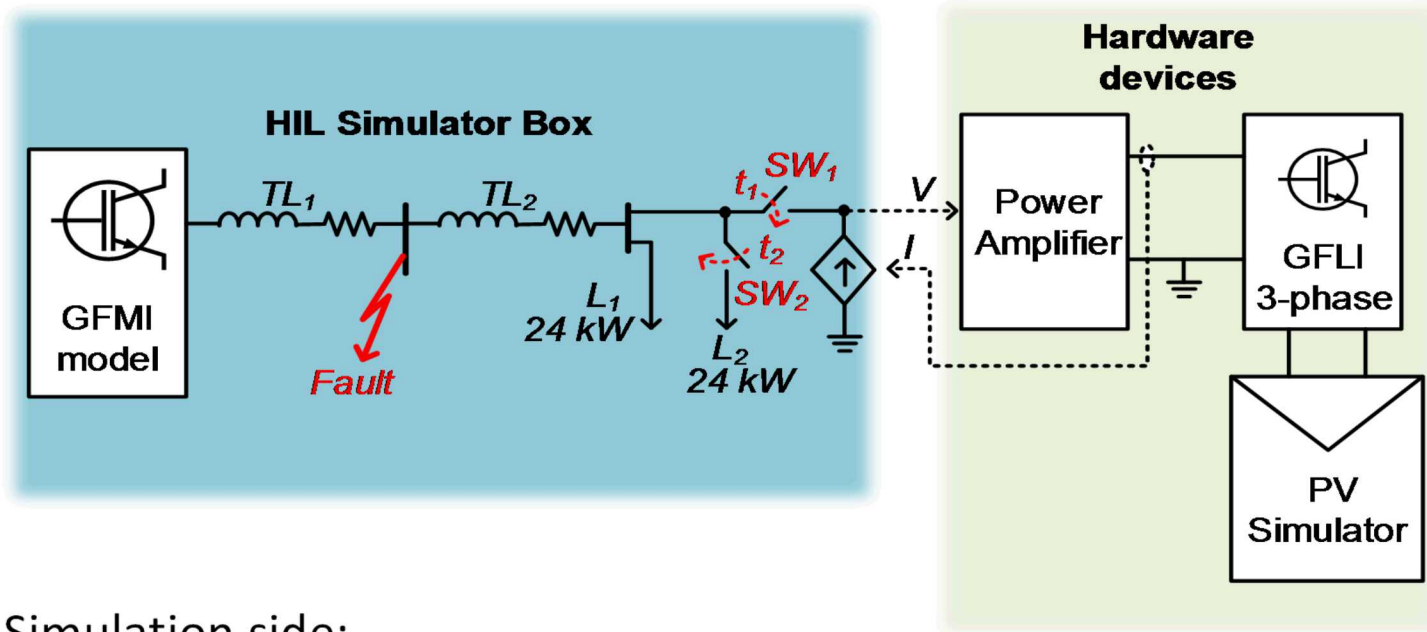 Hardware
devices
HIL Simulator Box
GFMI
model
TL1
Fault
TL2
L1
24 kW
t1
SW1
t2
SW2
L2
24 kW
V
I
Power
Amplifier
GFLI
3-phase
PV
Simulator
Simulation side: